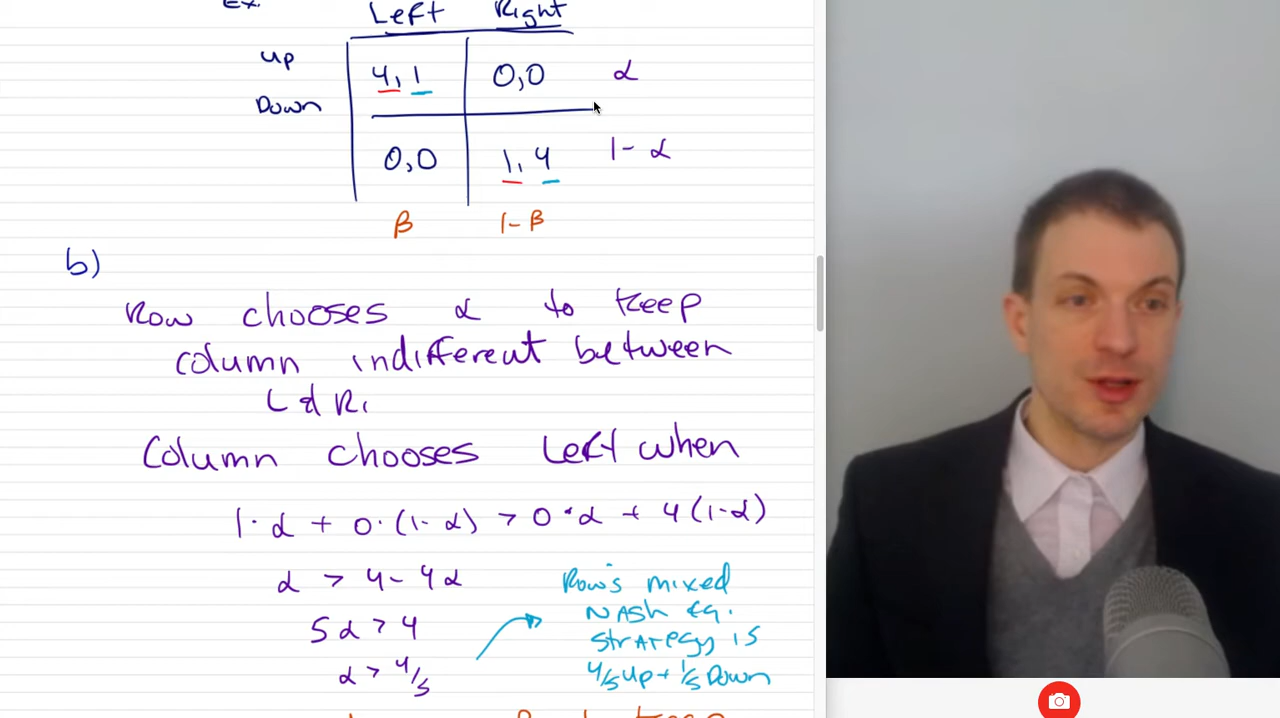 Ex.
Left Right
Up 4,1 0,0 α
Down
0,0 1,4 1-α
β 1-β
b)
Row chooses α to keep
column indifferent between
L & R.
Column chooses Left when
1·α + 0·(1-α) > 0·α + 4(1-α)
α > 4-4α
5α > 4
α > 4/5
Row's mixed
NASH Eq.
strategy is
4/5 Up + 1/5 Down